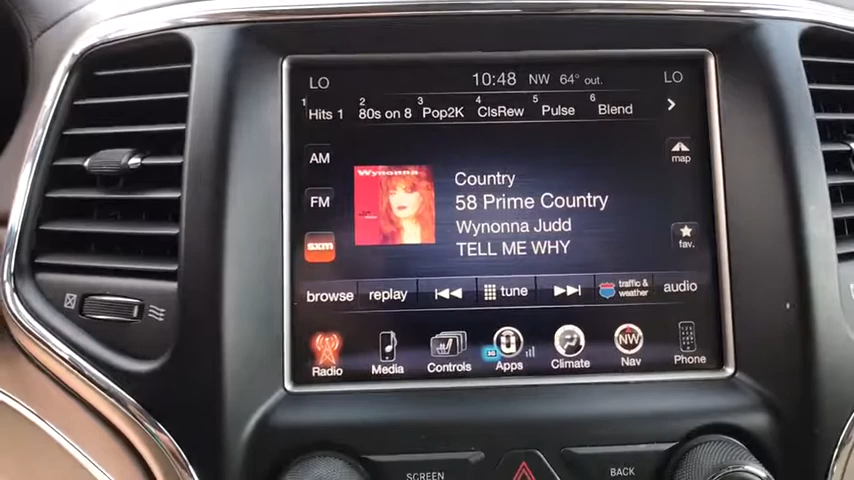 LO 10:48 NW 64° out. LO
1 Hits 1 2 80s on 8 3 Pop2K 4 ClsRew 5 Pulse 6 Blend
AM
FM
sxm
Wynonna
Country
58 Prime Country
Wynonna Judd
TELL ME WHY
map
fav.
browse replay tune traffic & weather audio
Radio Media Controls 3G Apps Climate NW Nav Phone
SCREEN BACK